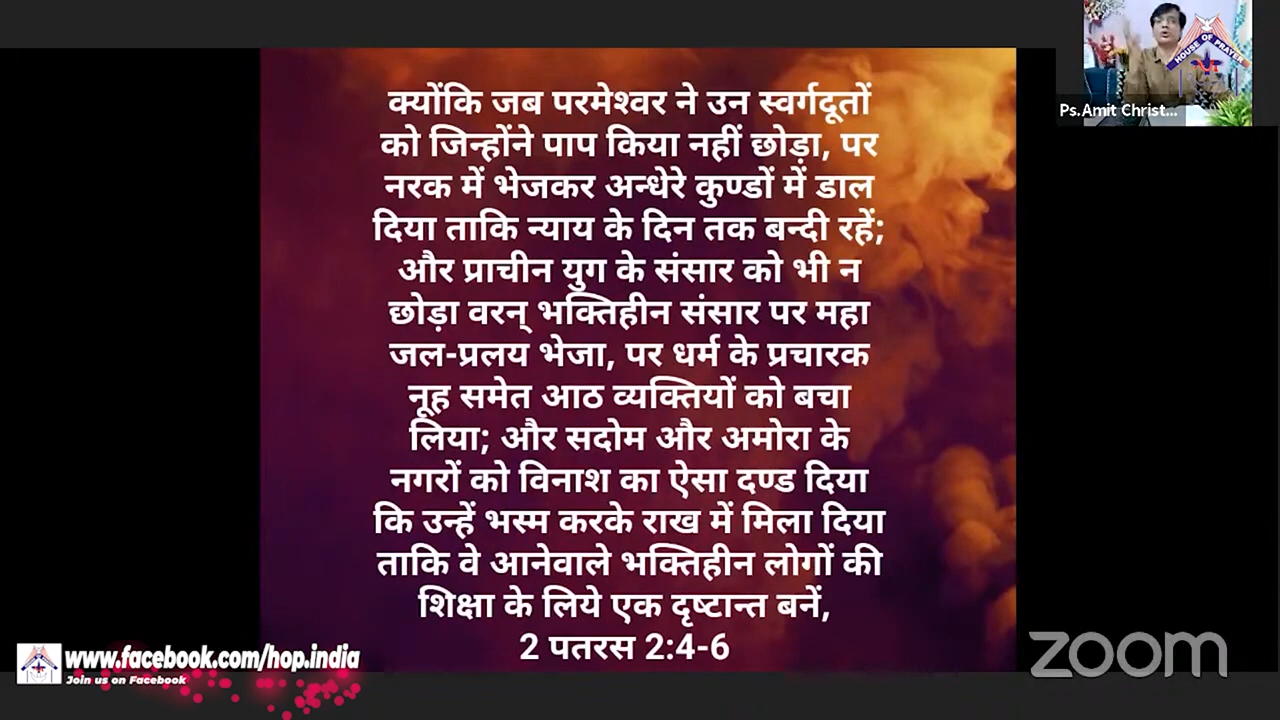 क्योंकि जब परमेश्वर ने उन स्वर्गदूतों
को जिन्होंने पाप किया नहीं छोड़ा, पर
नरक में भेजकर अन्धेरे कुण्डों में डाल
दिया ताकि न्याय के दिन तक बन्दी रहें;
और प्राचीन युग के संसार को भी न
छोड़ा वरन् भक्तिहीन संसार पर महा
जल-प्रलय भेजा, पर धर्म के प्रचारक
नूह समेत आठ व्यक्तियों को बचा
लिया; और सदोम और अमोरा के
नगरों को विनाश का ऐसा दण्ड दिया
कि उन्हें भस्म करके राख में मिला दिया
ताकि वे आनेवाले भक्तिहीन लोगों की
शिक्षा के लिये एक दृष्टान्त बनें,
2 पतरस 2:4-6
HOUSE OF PRAYER
Ps.Amit Christ...
www.facebook.com/hop.india
Join us on Facebook
zoom